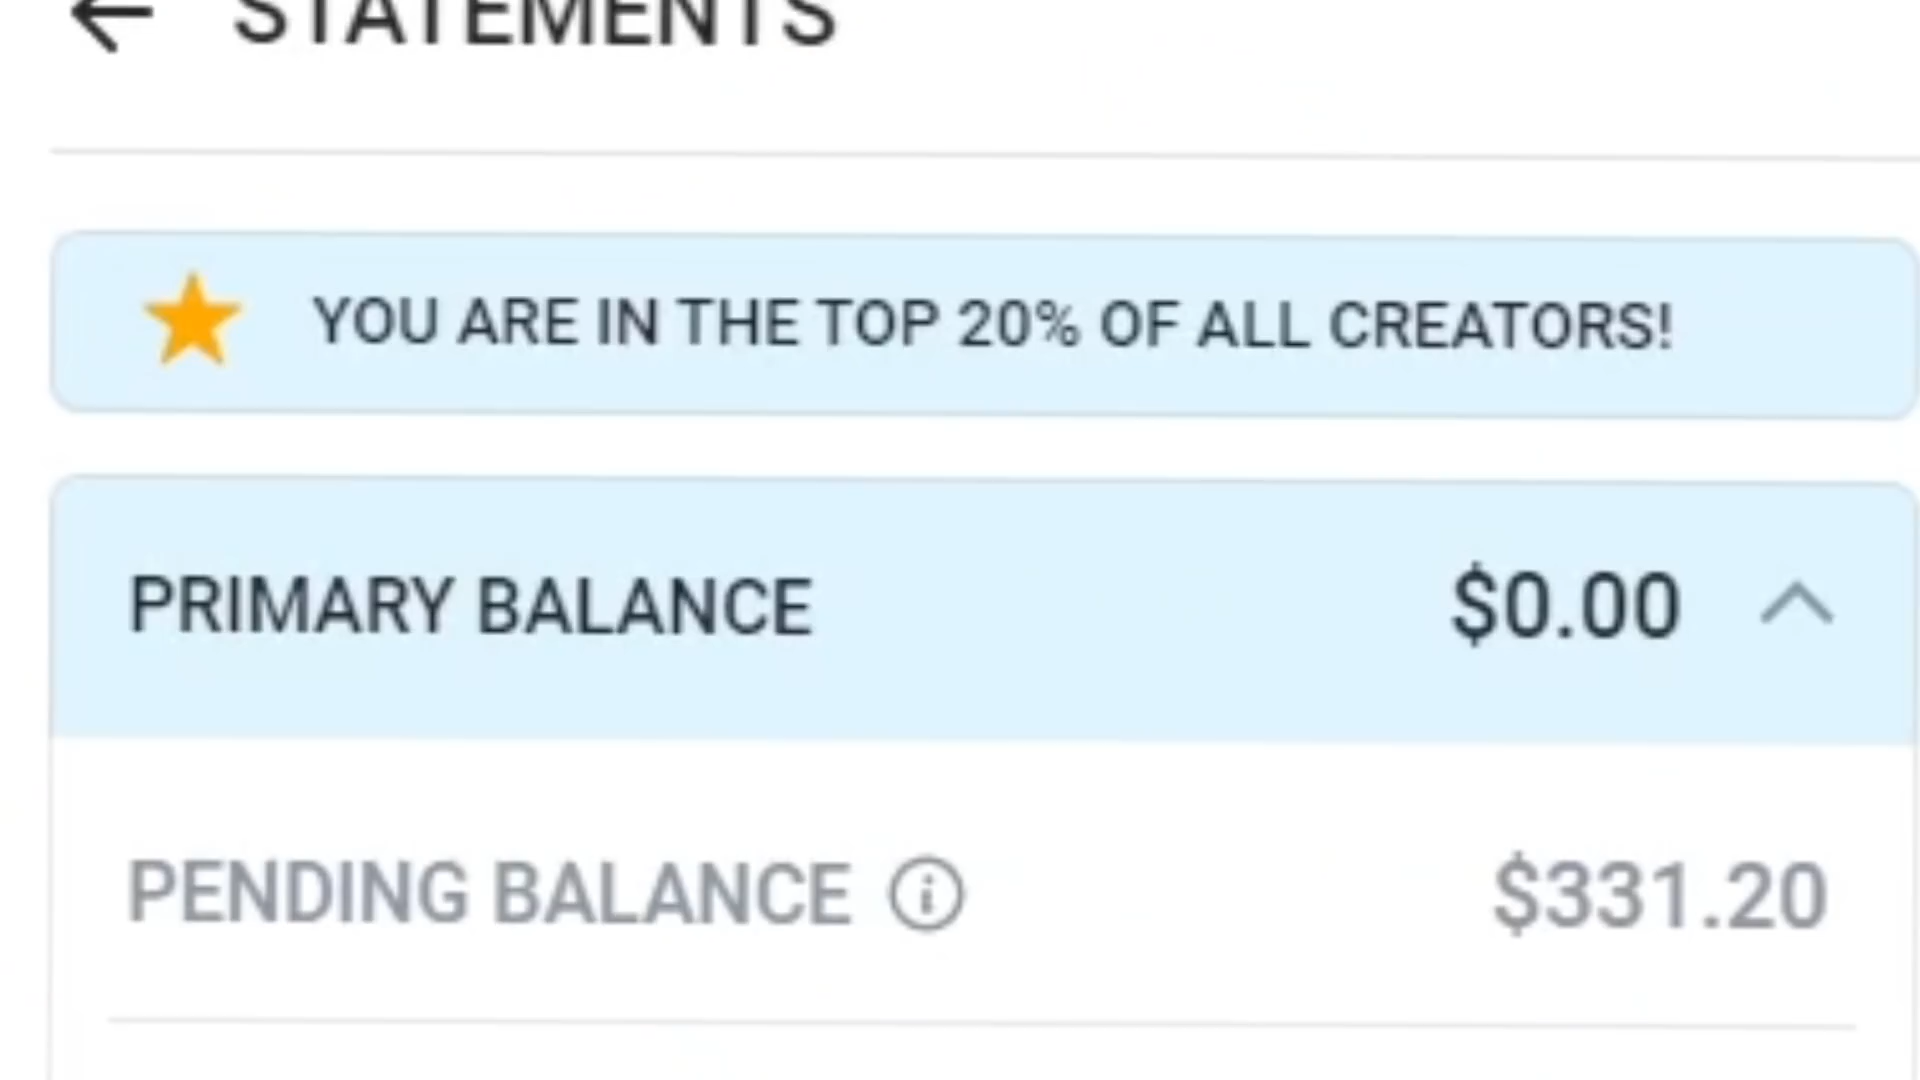 STATEMENTS
YOU ARE IN THE TOP 20% OF ALL CREATORS!
PRIMARY BALANCE $0.00
PENDING BALANCE $331.20